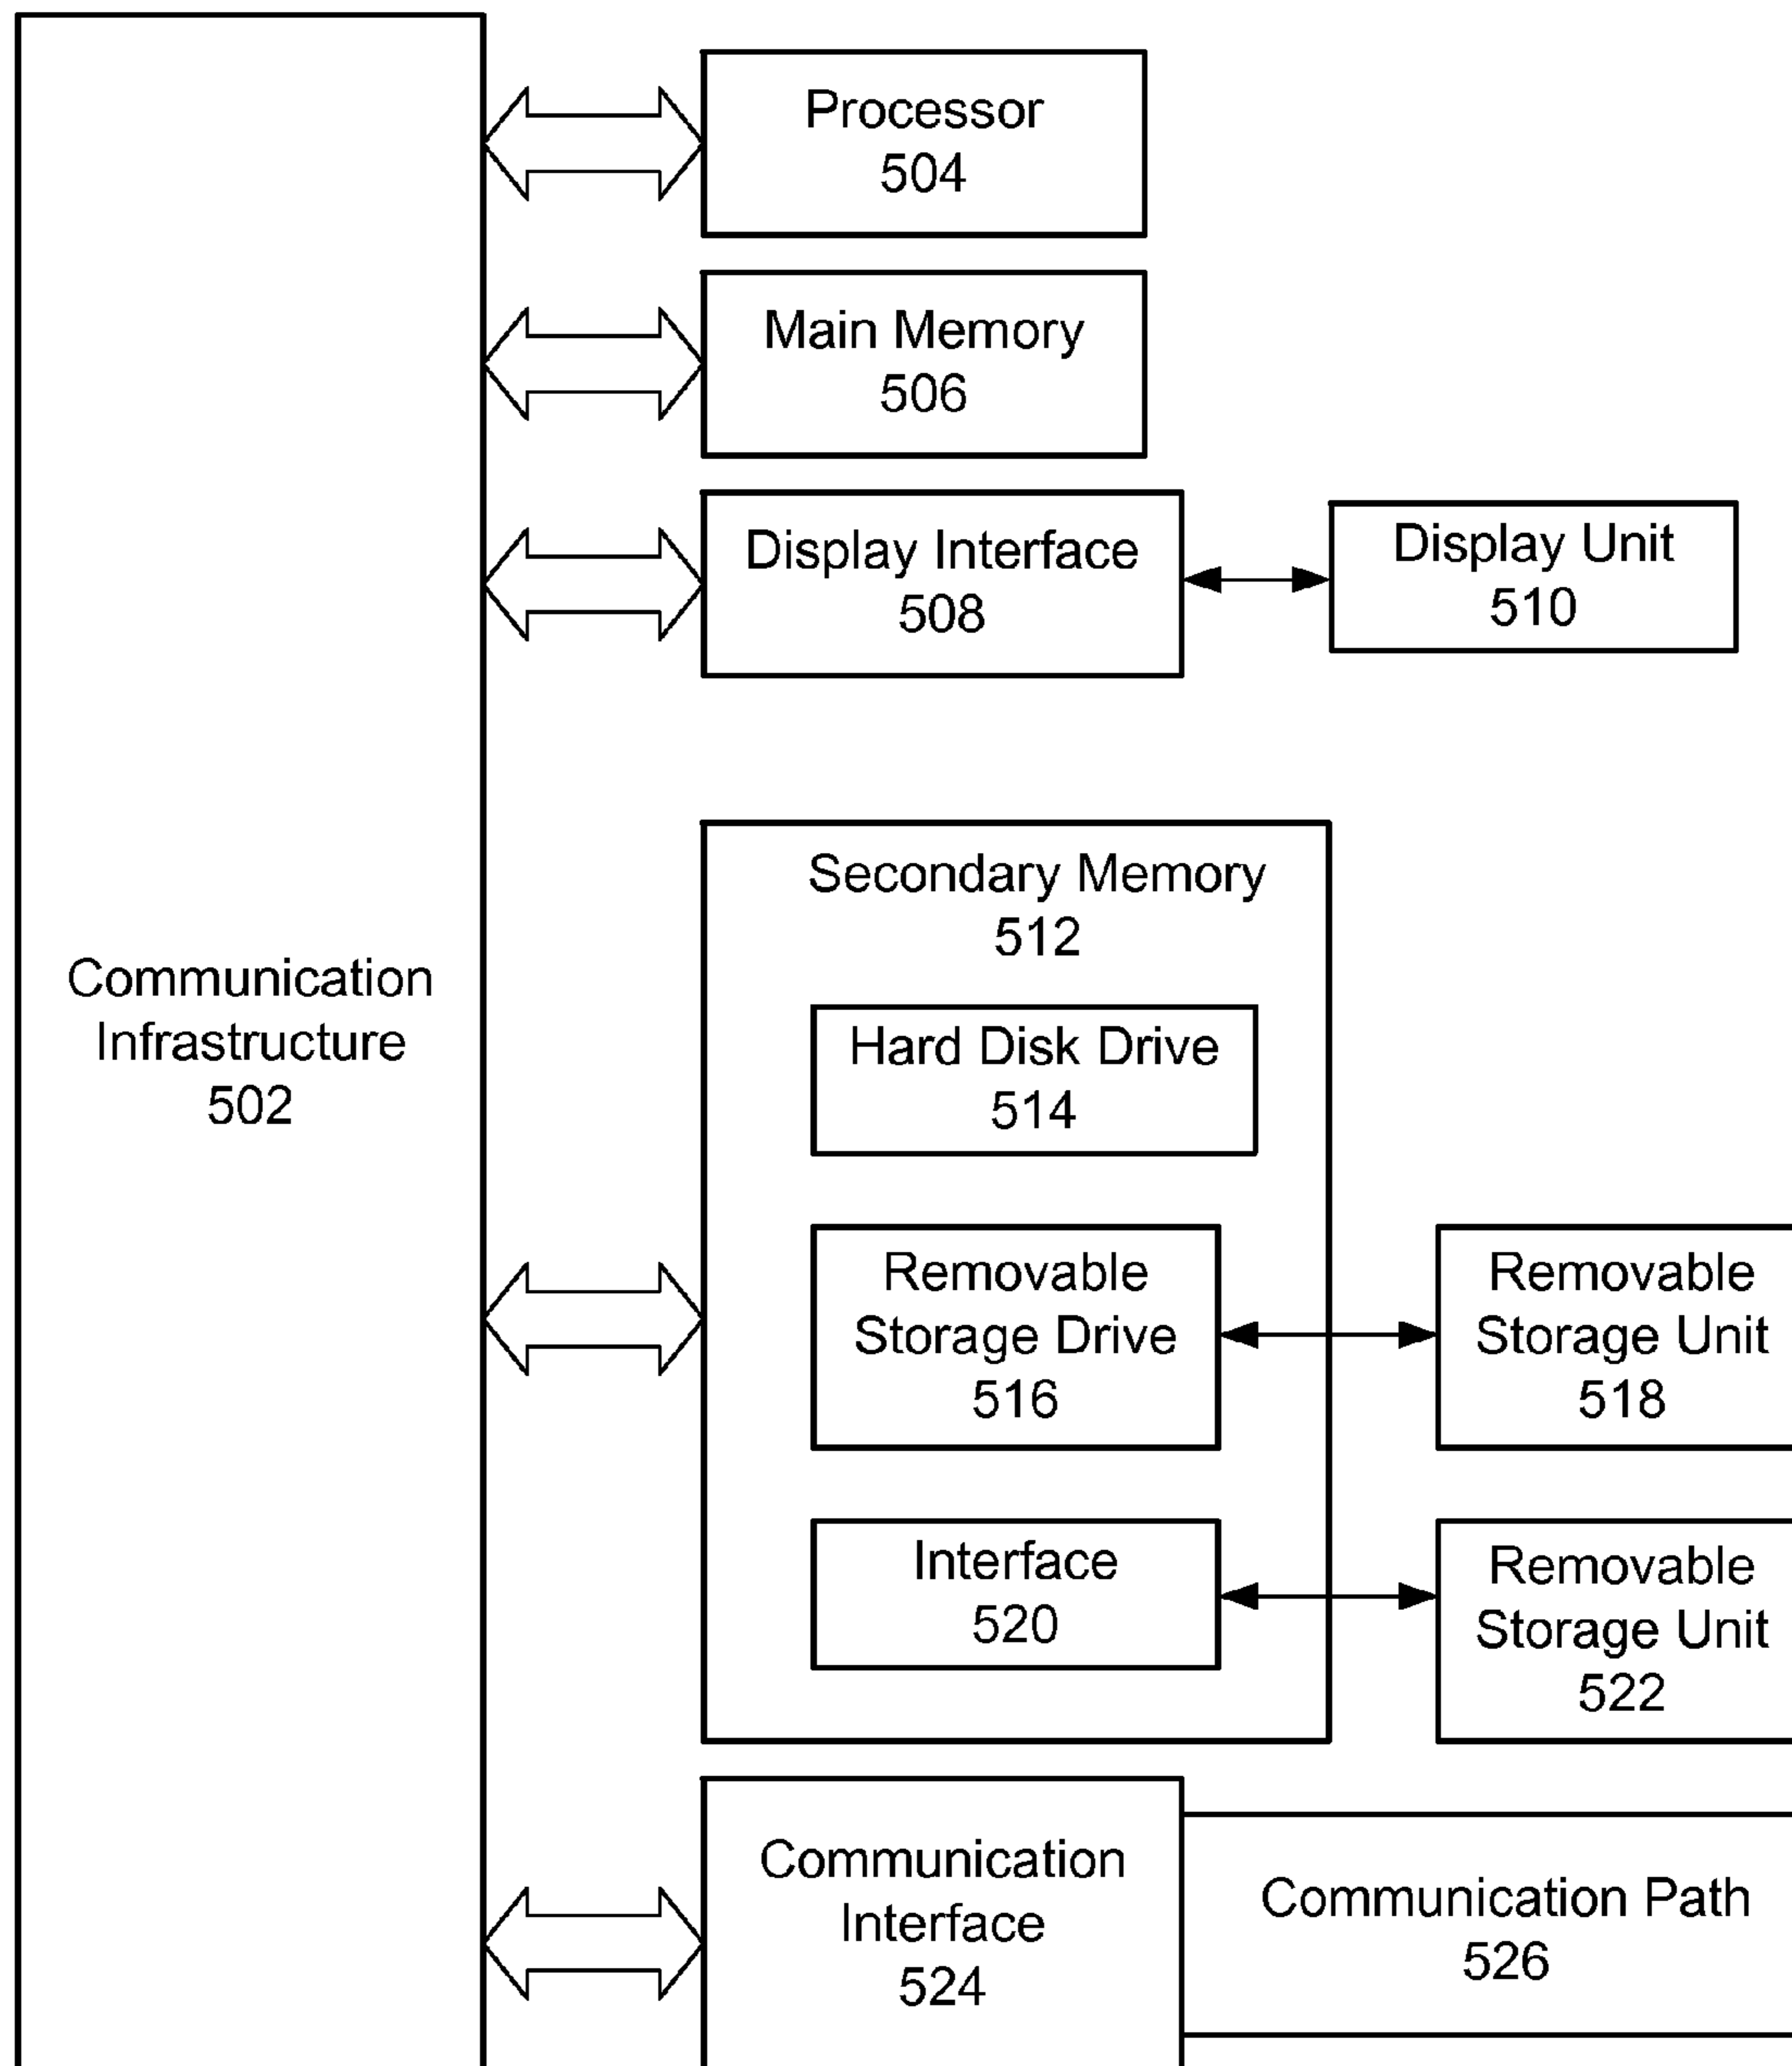 Processor
504
Main Memory
506
Display Interface
508
Display Unit
510
Secondary Memory
512
Communication
Infrastructure
502
Hard Disk Drive
514
Removable
Storage Drive
516
Removable
Storage Unit
518
Interface
520
Removable
Storage Unit
522
Communication
Interface
524
Communication Path
526